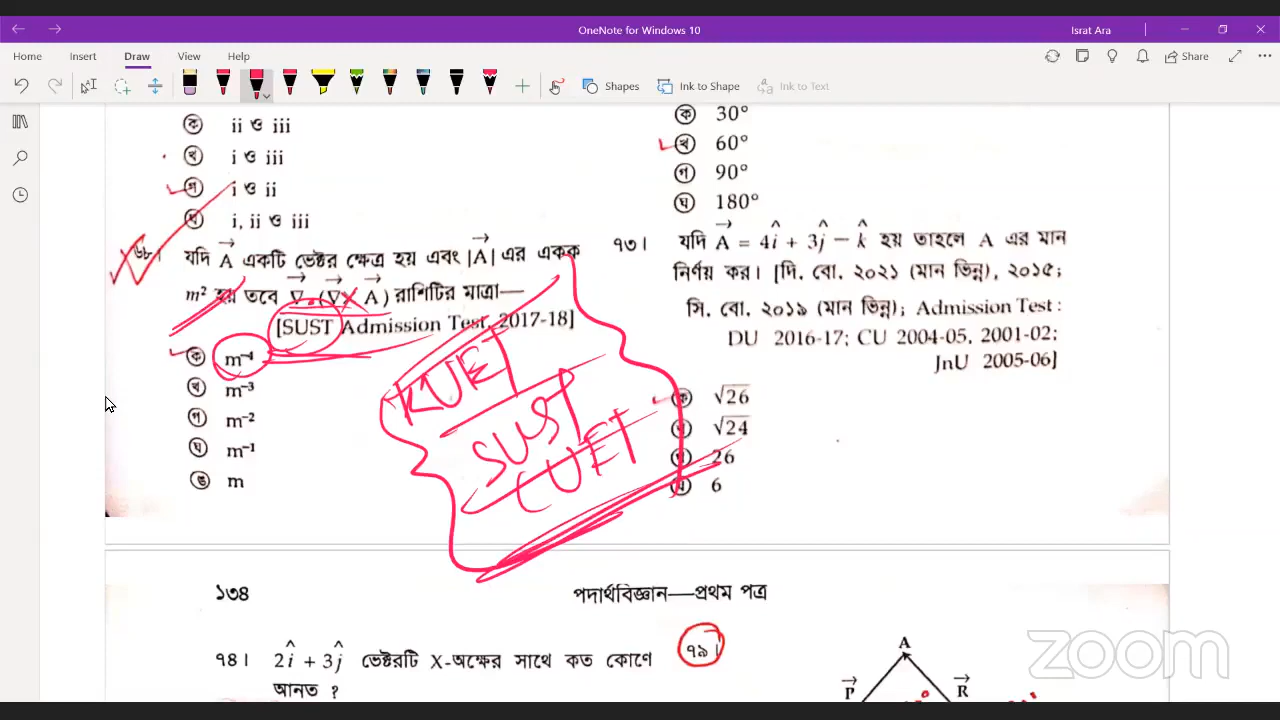 OneNote for Windows 10
Israt Ara
Home Insert Draw View Help
Share
Shapes
Ink to Shape
Ink to Text
ক ii ও iii
খ i ও iii
গ i ও ii
ঘ i, ii ও iii
৬৮। যদি A একটি ভেক্টর ক্ষেত্র হয় এবং |A| এর একক
m² হয় তবে ∇.(∇× A) রাশিটির মাত্রা—
[SUST Admission Test, 2017-18]
ক m⁻⁴
খ m⁻³
গ m⁻²
ঘ m⁻¹
ঙ m
KUET
SUST
CUET
ক 30°
খ 60°
গ 90°
ঘ 180°
৭৩। যদি A = 4i + 3j − k হয় তাহলে A এর মান
নির্ণয় কর। [দি. বো. ২০২১ (মান ভিন্ন), ২০১৫;
সি. বো. ২০১৯ (মান ভিন্ন); Admission Test :
DU 2016-17; CU 2004-05, 2001-02;
JnU 2005-06]
ক √26
খ √24
গ 26
ঘ 6
১৩৪
পদার্থবিজ্ঞান—প্রথম পত্র
৭৪। 2i + 3j ভেক্টরটি X-অক্ষের সাথে কত কোণে
আনত ?
৭৯।
A
P
R
zoom